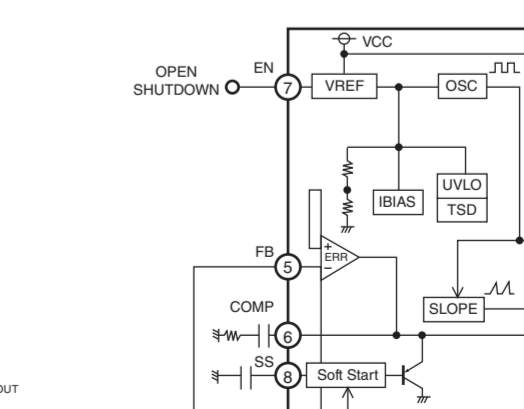 VCC
OPEN
SHUTDOWN
EN
7
VREF
OSC
IBIAS
UVLO
TSD
FB
5
+
ERR
−
COMP
6
SLOPE
SS
8
Soft Start
OUT